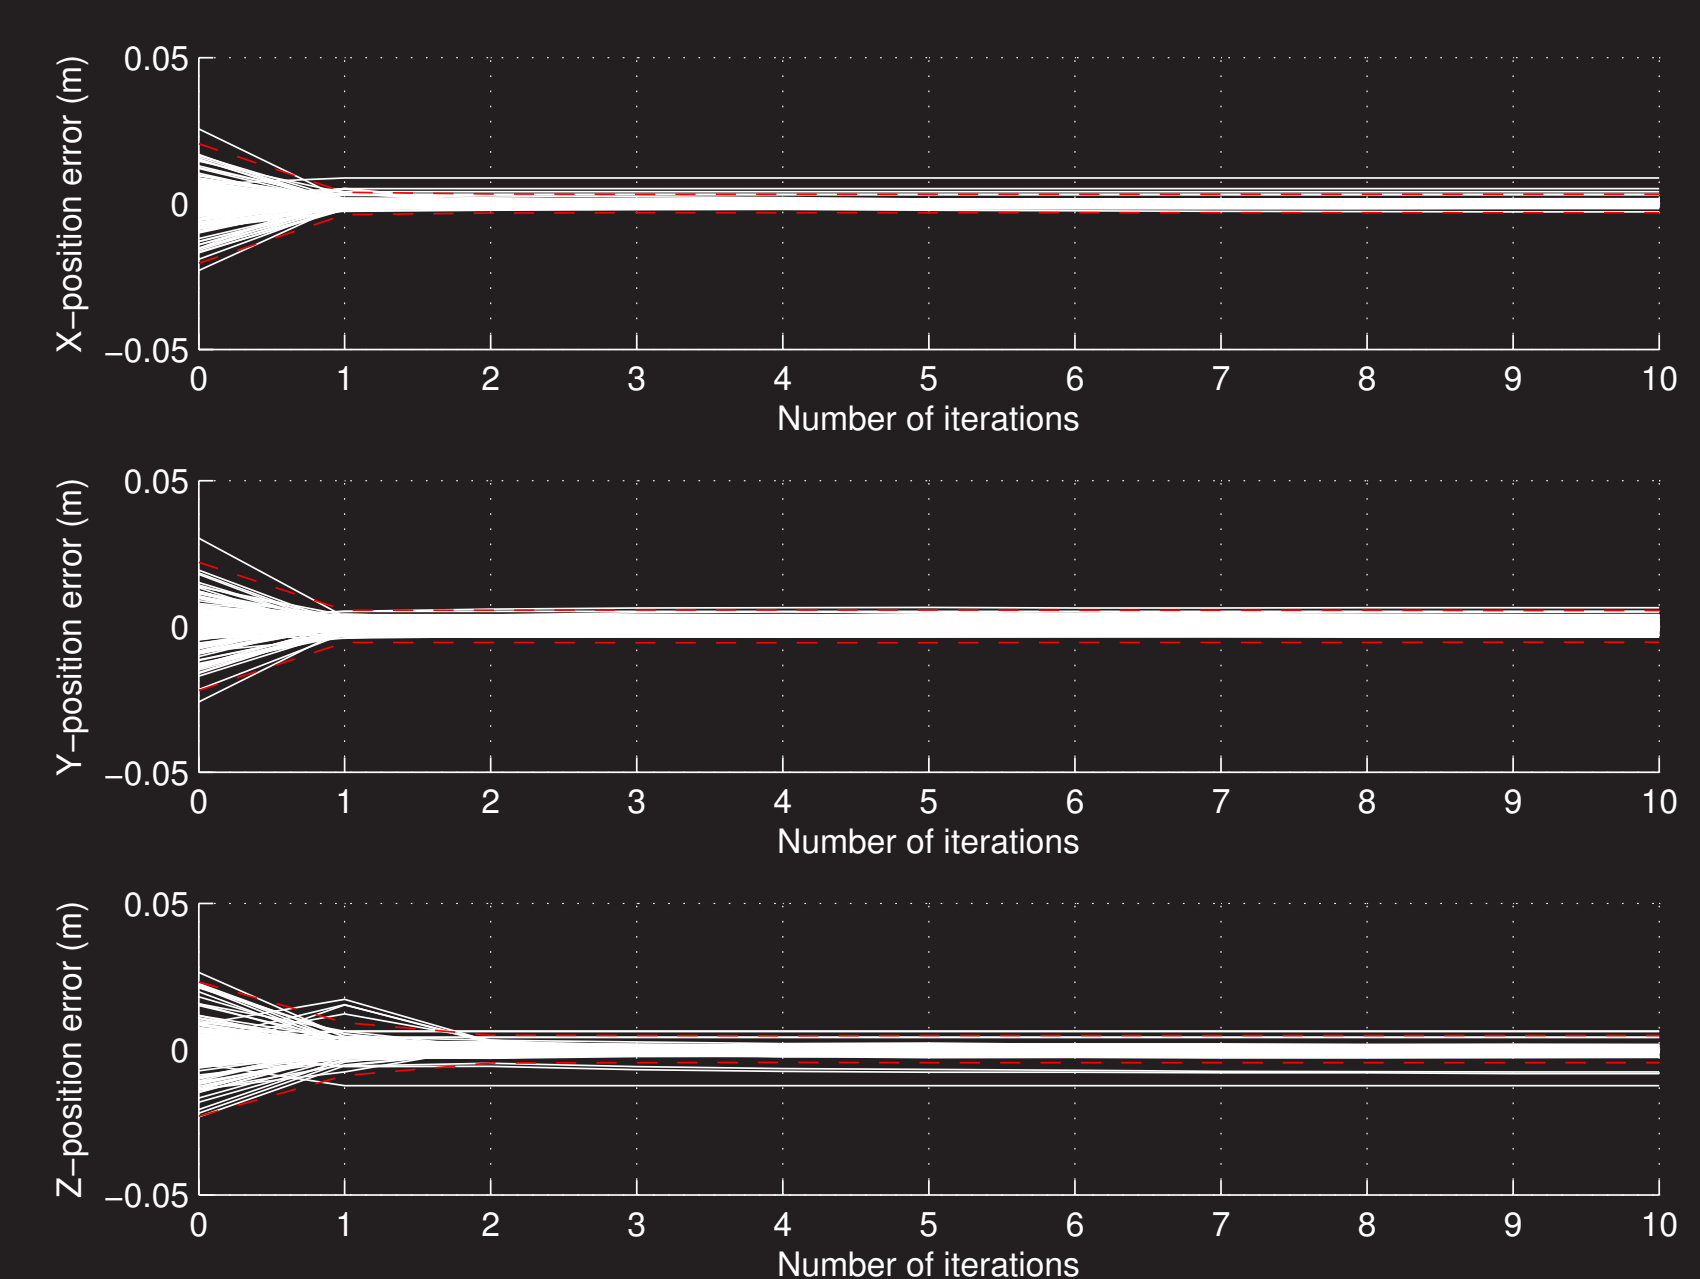 X−position error (m)
0.05
0
−0.05
0 1 2 3 4 5 6 7 8 9 10
Number of iterations
Y−position error (m)
0.05
0
−0.05
0 1 2 3 4 5 6 7 8 9 10
Number of iterations
Z−position error (m)
0.05
0
−0.05
0 1 2 3 4 5 6 7 8 9 10
Number of iterations